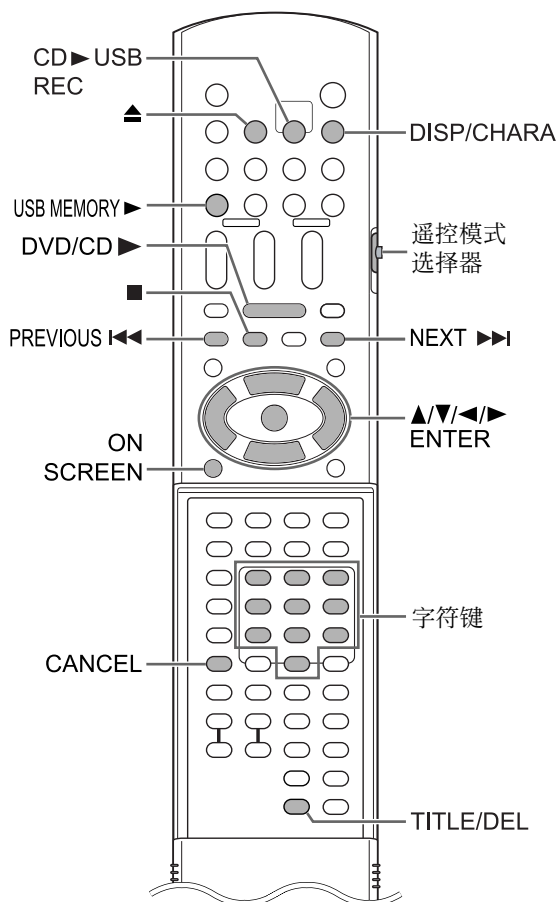 CD►USB
REC
⏏
DISP/CHARA
USB MEMORY►
遥控模式
选择器
DVD/CD►
■
PREVIOUS |◄◄
NEXT ►►|
▲/▼/◄/►
ENTER
ON
SCREEN
字符键
CANCEL
TITLE/DEL